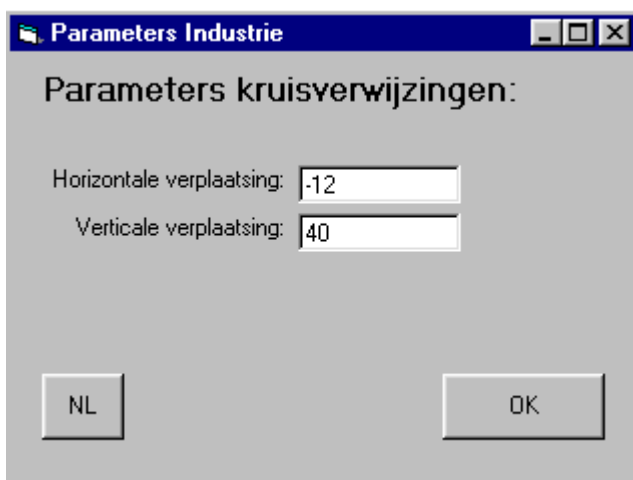 Parameters Industrie
Parameters kruisverwijzingen:
Horizontale verplaatsing: -12
Verticale verplaatsing: 40
NL OK